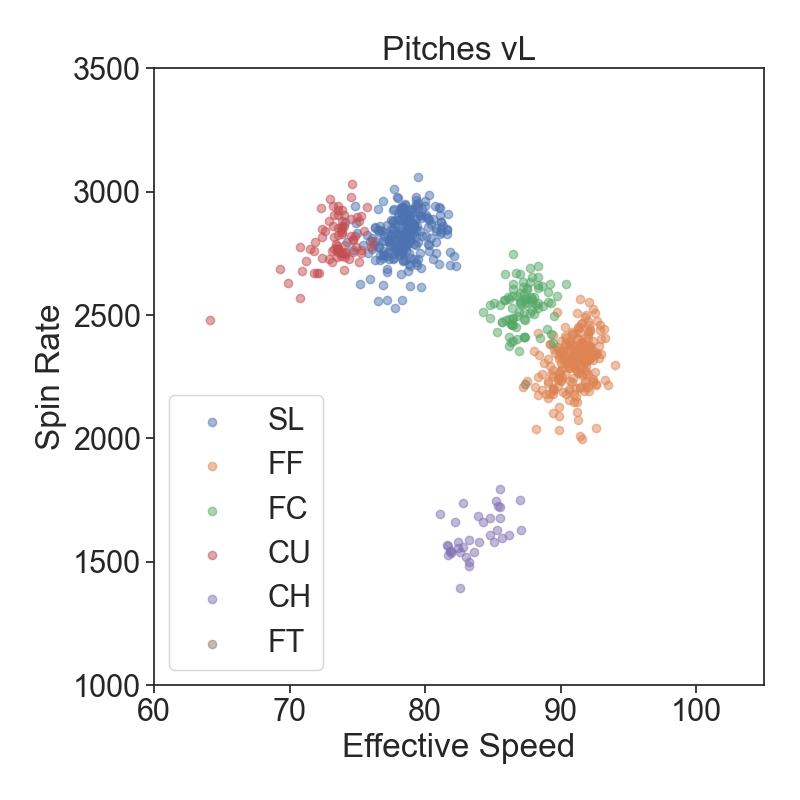 Pitches vL
3500
3000
2500
2000
1500
1000
Spin Rate
SL
FF
FC
CU
CH
FT
60 70 80 90 100
Effective Speed